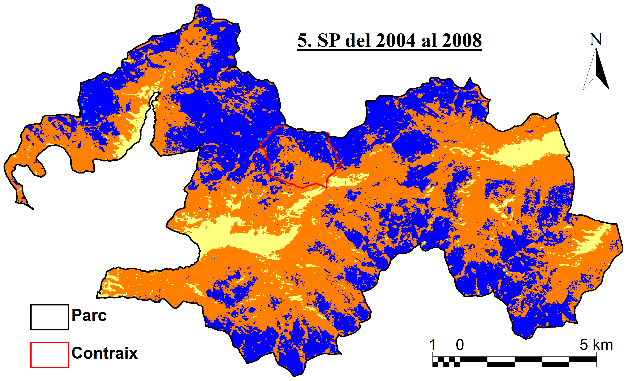 5. SP del 2004 al 2008
N
Parc
Contraix
1 0 5 km